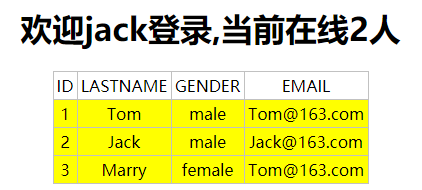 欢迎jack登录,当前在线2人
ID LASTNAME GENDER EMAIL
1 Tom male Tom@163.com
2 Jack male Jack@163.com
3 Marry female Tom@163.com